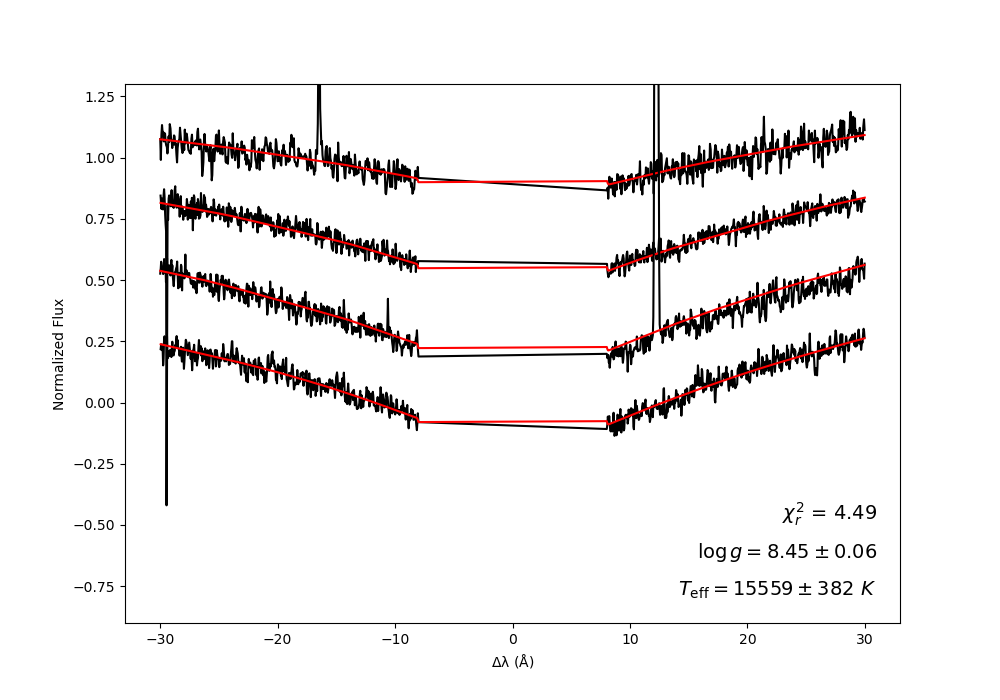 1.25
1.00
0.75
0.50
0.25
0.00
−0.25
−0.50
−0.75
Normalized Flux
χ²ᵣ = 4.49
log g = 8.45 ± 0.06
T_eff = 15559 ± 382 K
−30 −20 −10 0 10 20 30
Δλ (Å)